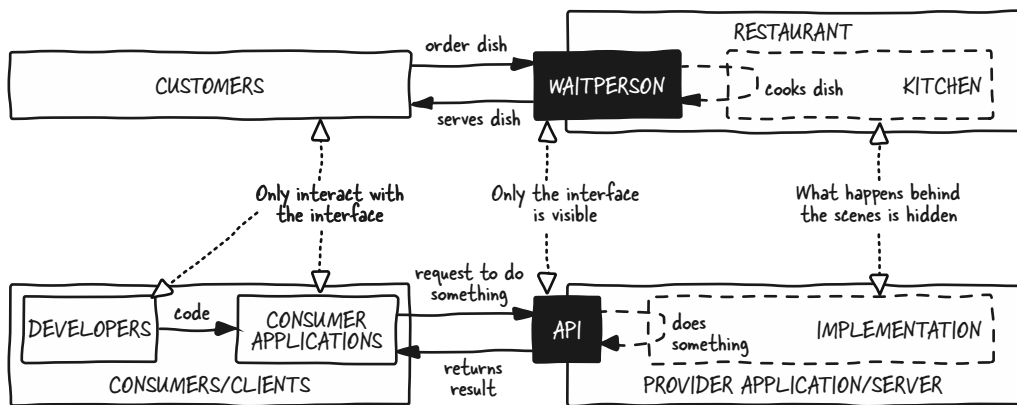 RESTAURANT
order dish
CUSTOMERS
WAITPERSON
cooks dish
KITCHEN
serves dish
Only interact with
the interface
Only the interface
is visible
What happens behind
the scenes is hidden
request to do
something
code
DEVELOPERS
CONSUMER
APPLICATIONS
API
does
something
IMPLEMENTATION
returns
result
CONSUMERS/CLIENTS
PROVIDER APPLICATION/SERVER